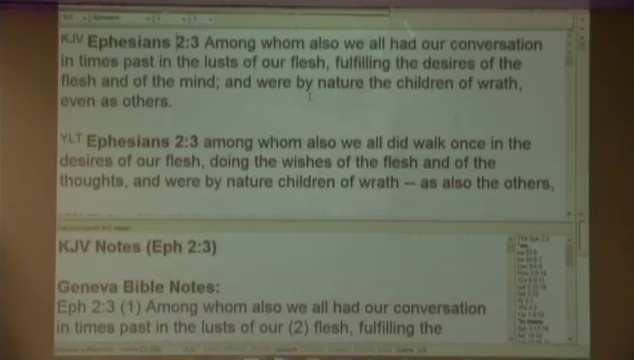 KJV Ephesians 2:3 Among whom also we all had our conversation
in times past in the lusts of our flesh, fulfilling the desires of the
flesh and of the mind; and were by nature the children of wrath,
even as others.
YLT Ephesians 2:3 among whom also we all did walk once in the
desires of our flesh, doing the wishes of the flesh and of the
thoughts, and were by nature children of wrath -- as also the others,
KJV Notes (Eph 2:3)
Geneva Bible Notes:
Eph 2:3 (1) Among whom also we all had our conversation
in times past in the lusts of our (2) flesh, fulfilling the